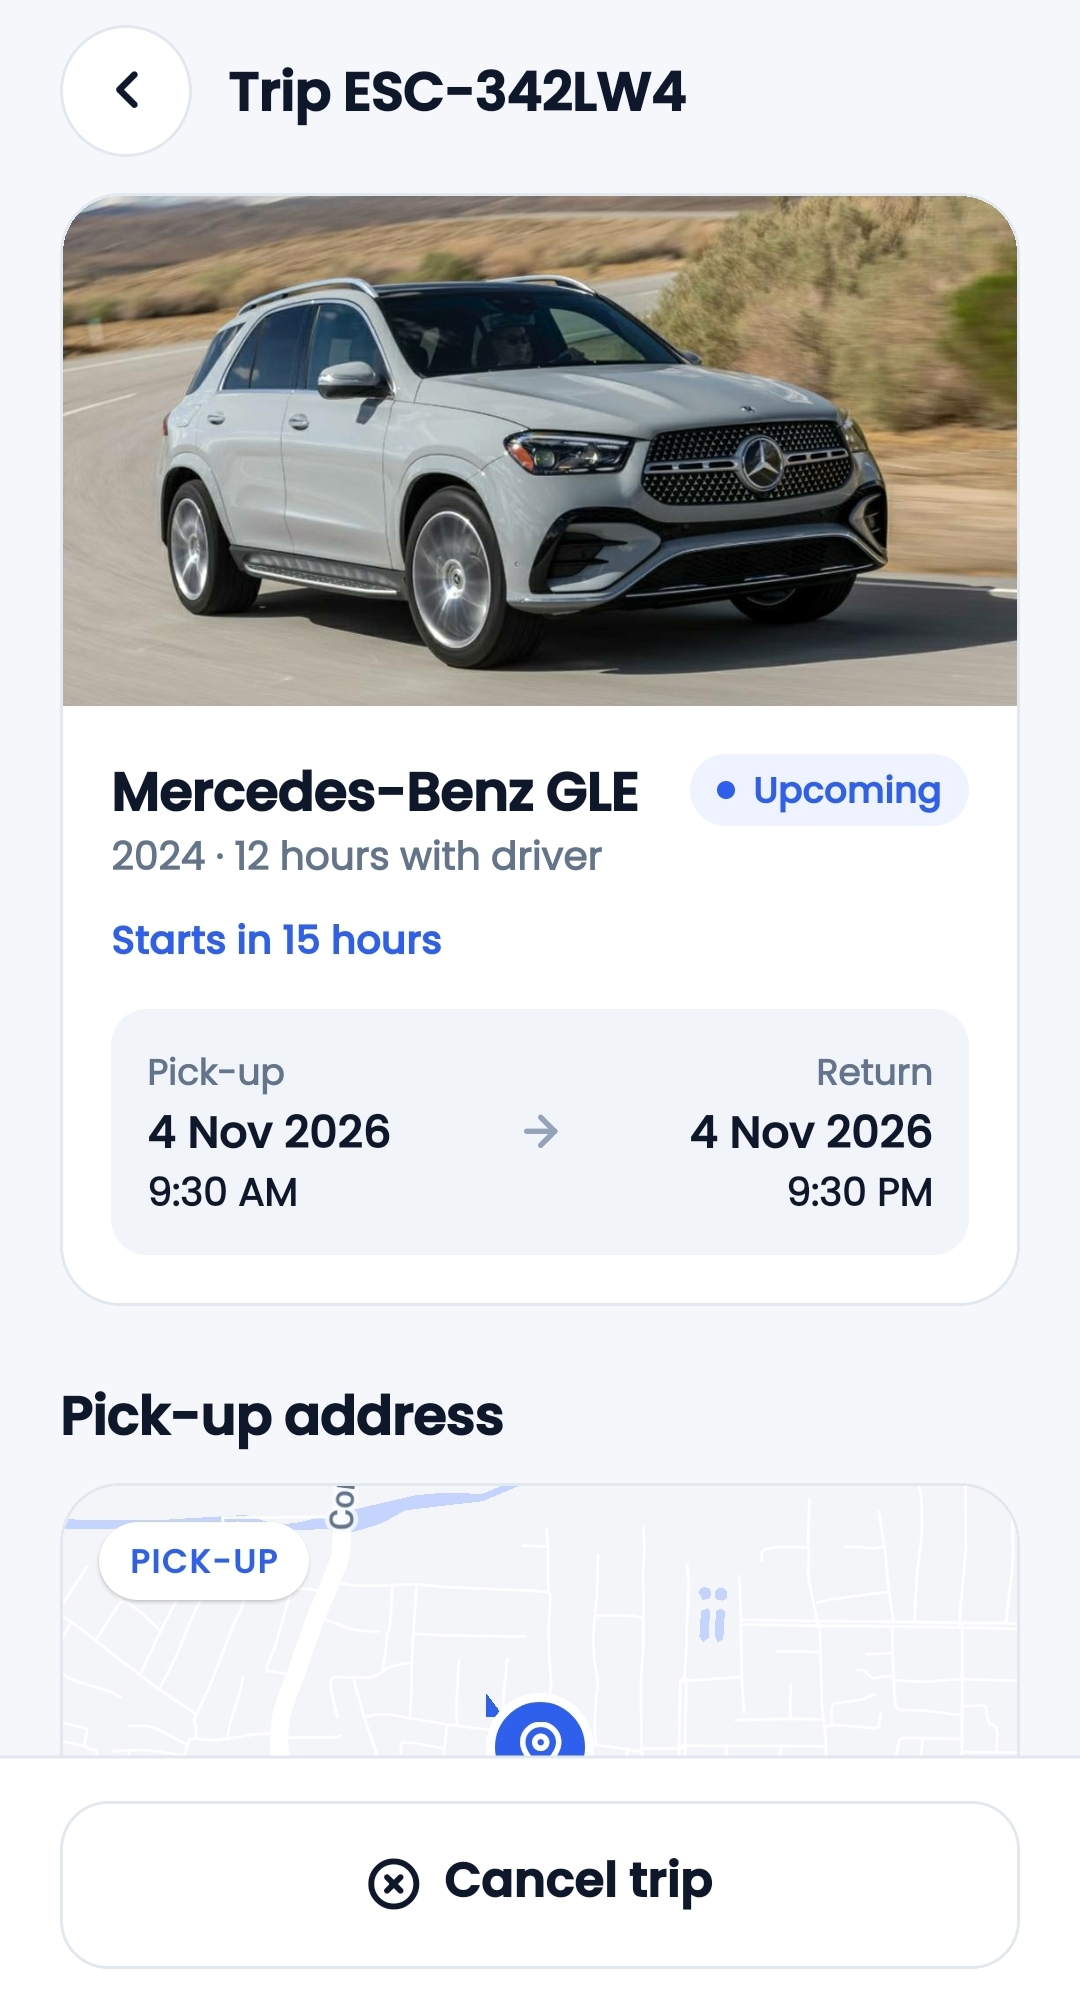 Trip ESC-342LW4
Mercedes-Benz GLE
Upcoming
2024 · 12 hours with driver
Starts in 15 hours
Pick-up
Return
4 Nov 2026
4 Nov 2026
9:30 AM
9:30 PM
Pick-up address
PICK-UP
Cancel trip